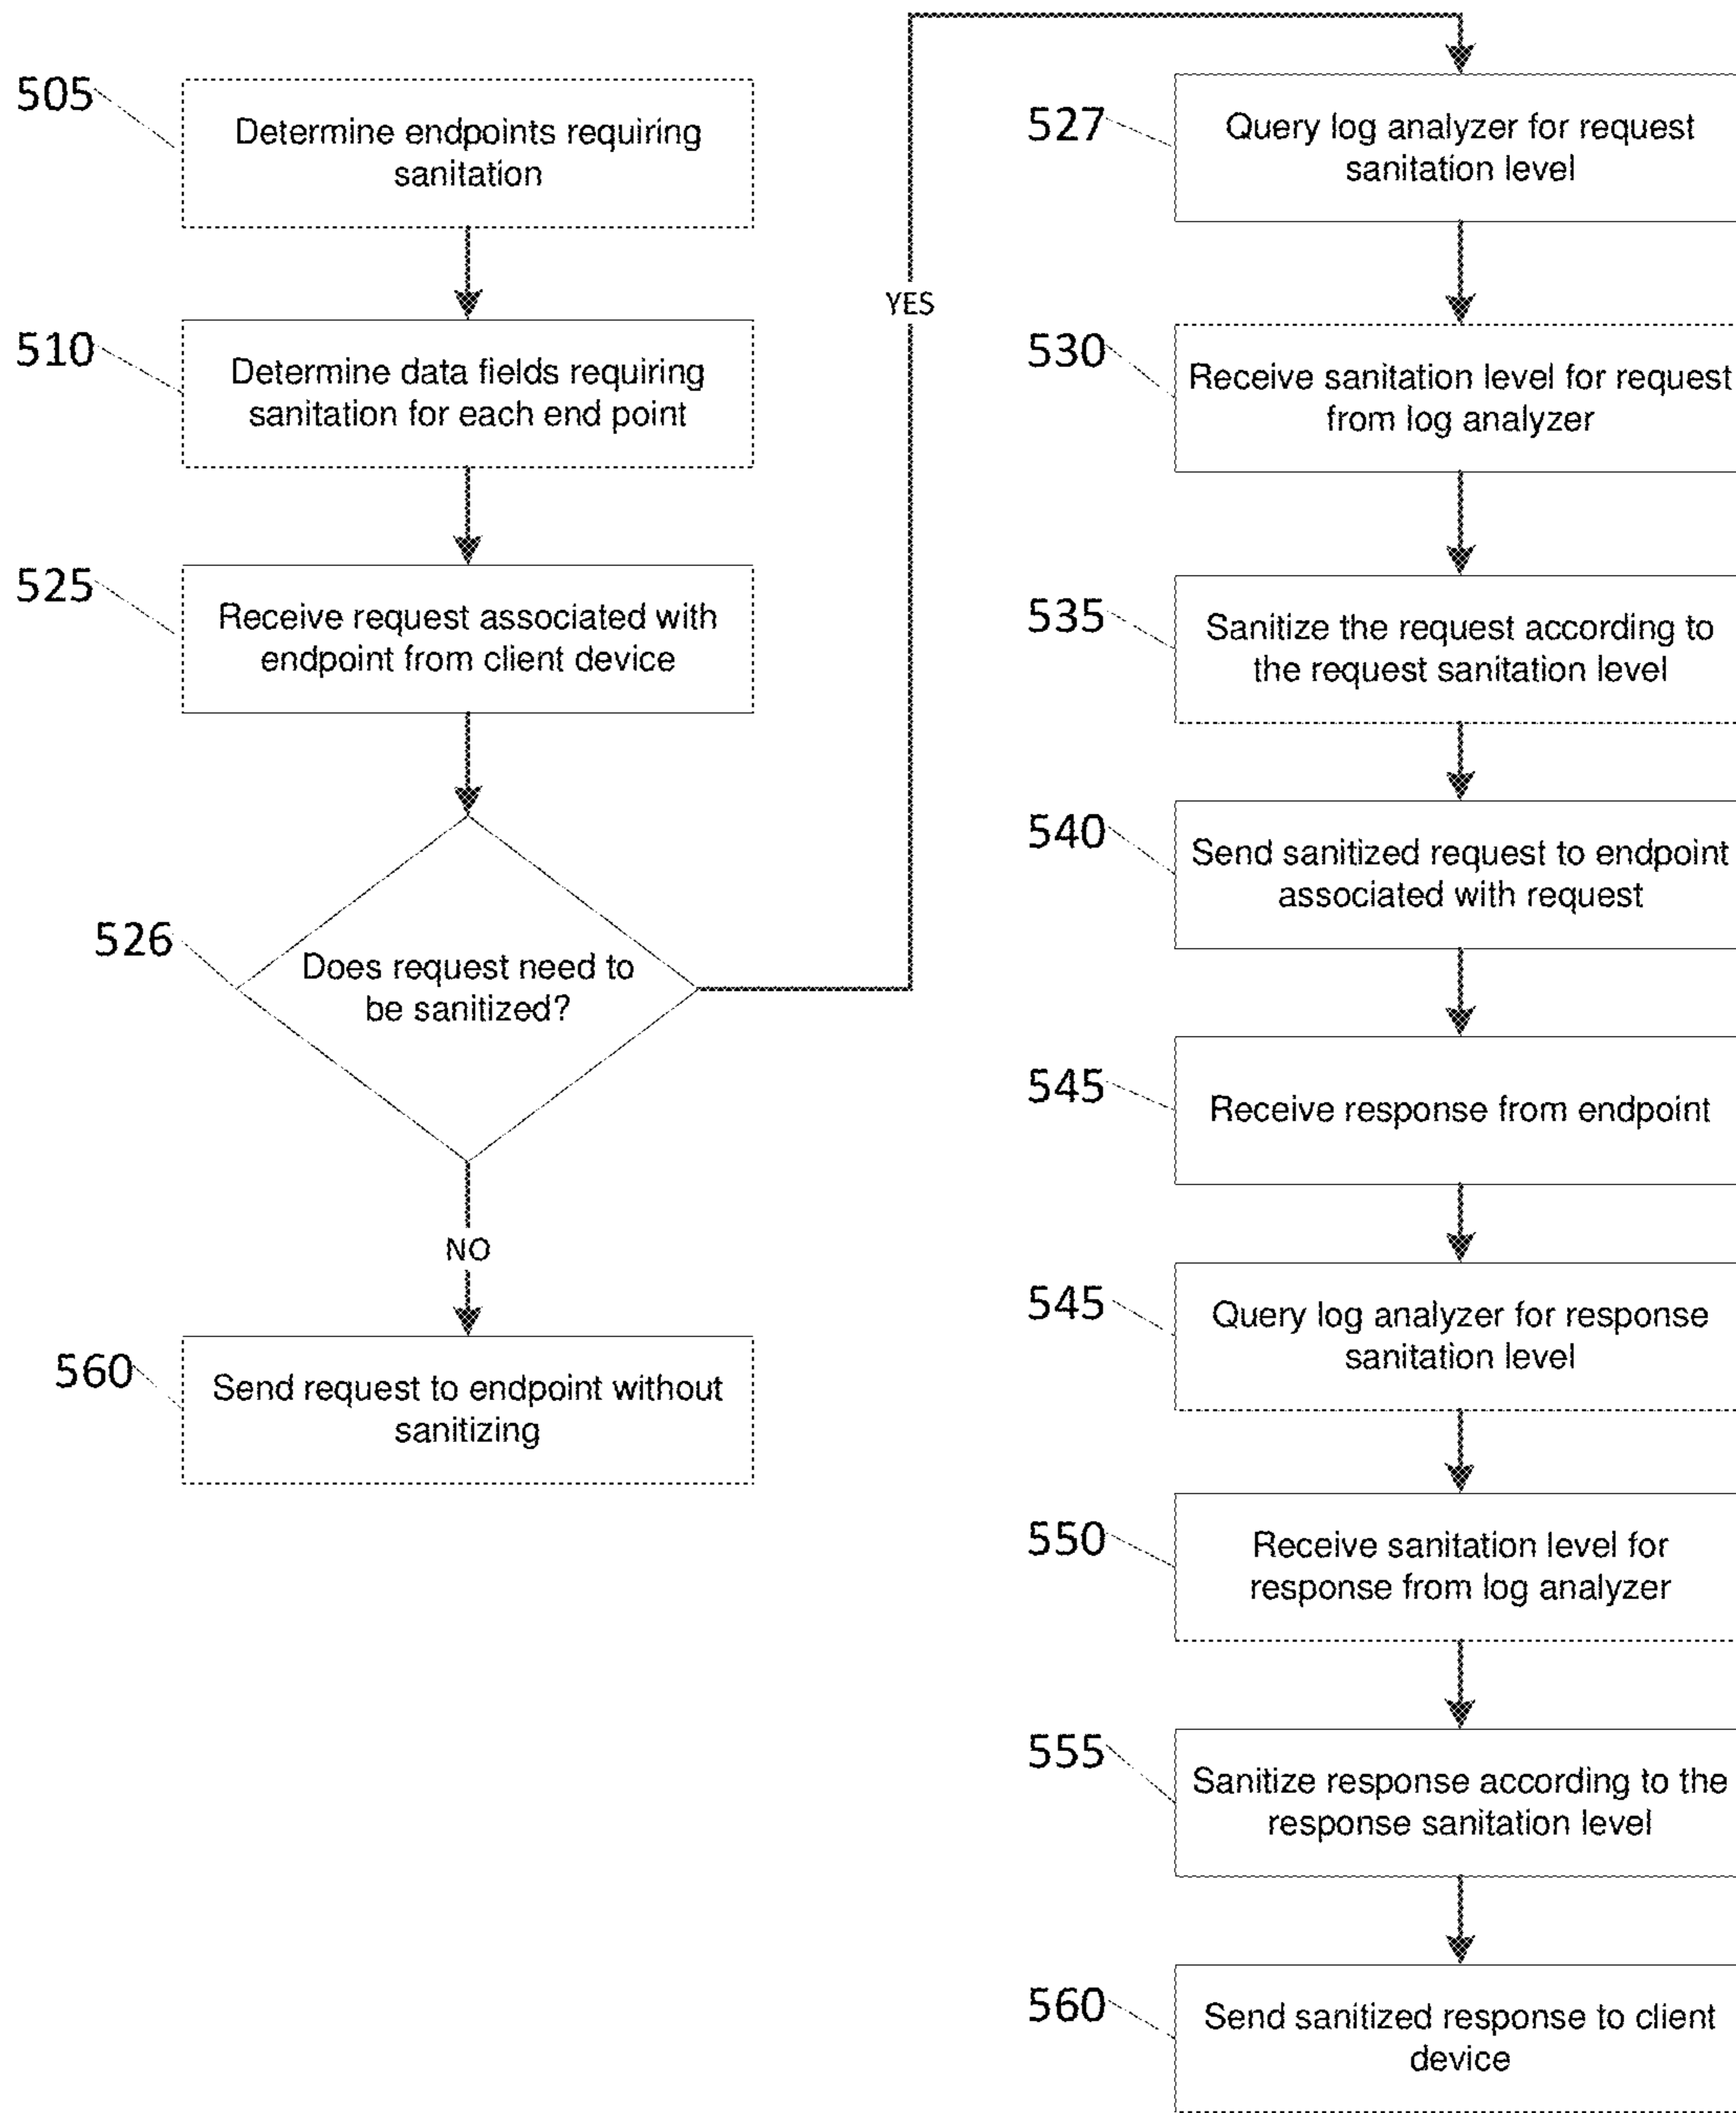 505
Determine endpoints requiring
sanitation
510
Determine data fields requiring
sanitation for each end point
525
Receive request associated with
endpoint from client device
526
Does request need to
be sanitized?
NO
560
Send request to endpoint without
sanitizing
YES
527
Query log analyzer for request
sanitation level
530
Receive sanitation level for request
from log analyzer
535
Sanitize the request according to
the request sanitation level
540
Send sanitized request to endpoint
associated with request
545
Receive response from endpoint
545
Query log analyzer for response
sanitation level
550
Receive sanitation level for
response from log analyzer
555
Sanitize response according to the
response sanitation level
560
Send sanitized response to client
device